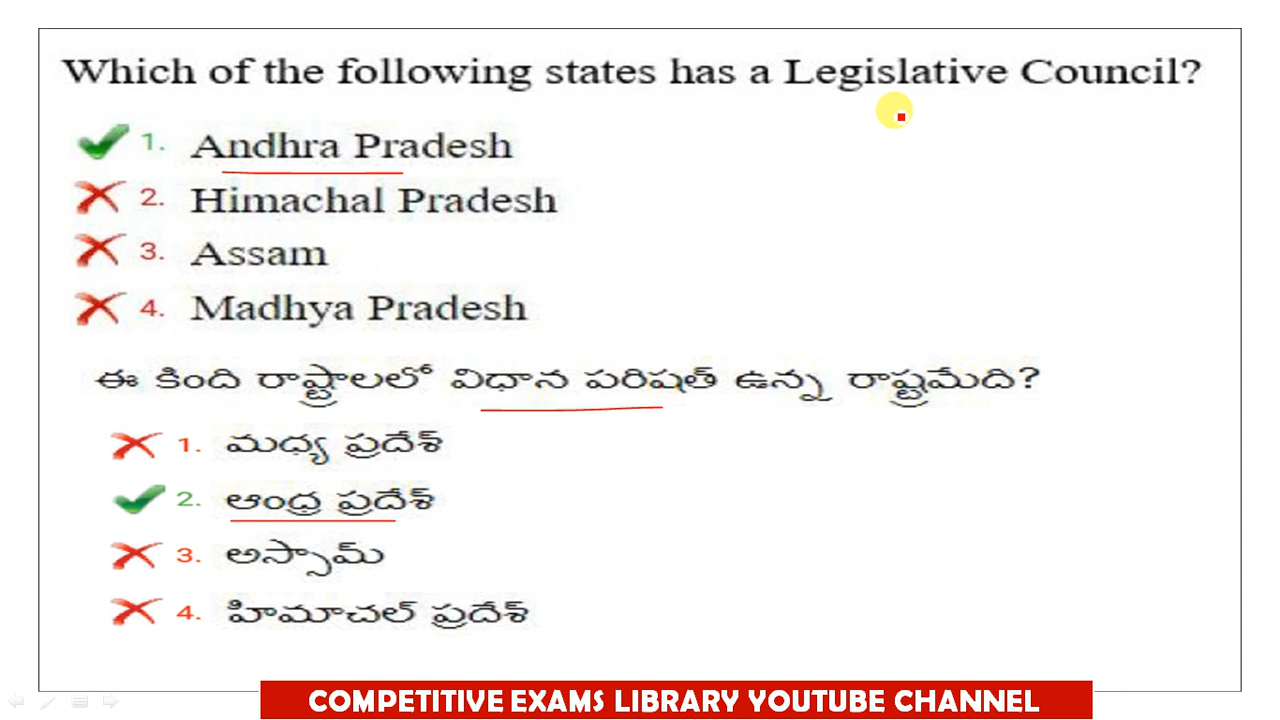 Which of the following states has a Legislative Council?
1. Andhra Pradesh
2. Himachal Pradesh
3. Assam
4. Madhya Pradesh
ఈ కింది రాష్ట్రాలలో విధాన పరిషత్ ఉన్న రాష్ట్రమేది?
1. మధ్య ప్రదేశ్
2. ఆంధ్ర ప్రదేశ్
3. అస్సామ్
4. హిమాచల్ ప్రదేశ్
COMPETITIVE EXAMS LIBRARY YOUTUBE CHANNEL